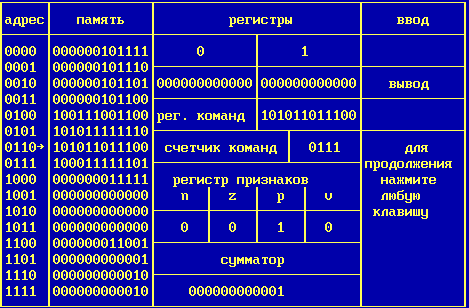 адрес память регистры ввод
0000 000000101111 0 1
0001 000000101110
0010 000000101101 000000000000 000000000000 вывод
0011 000000101100
0100 100111001100 рег. команд 101011011100
0101 101011111110
0110→ 101011011100 счетчик команд 0111 для
0111 100011111101 продолжения
1000 000000011111 регистр признаков нажмите
1001 000000000000 n z p v любую
1010 000000000000 клавишу
1011 000000000000 0 0 1 0
1100 000000011001
1101 000000000001 сумматор
1110 000000000010
1111 000000000010 000000000001